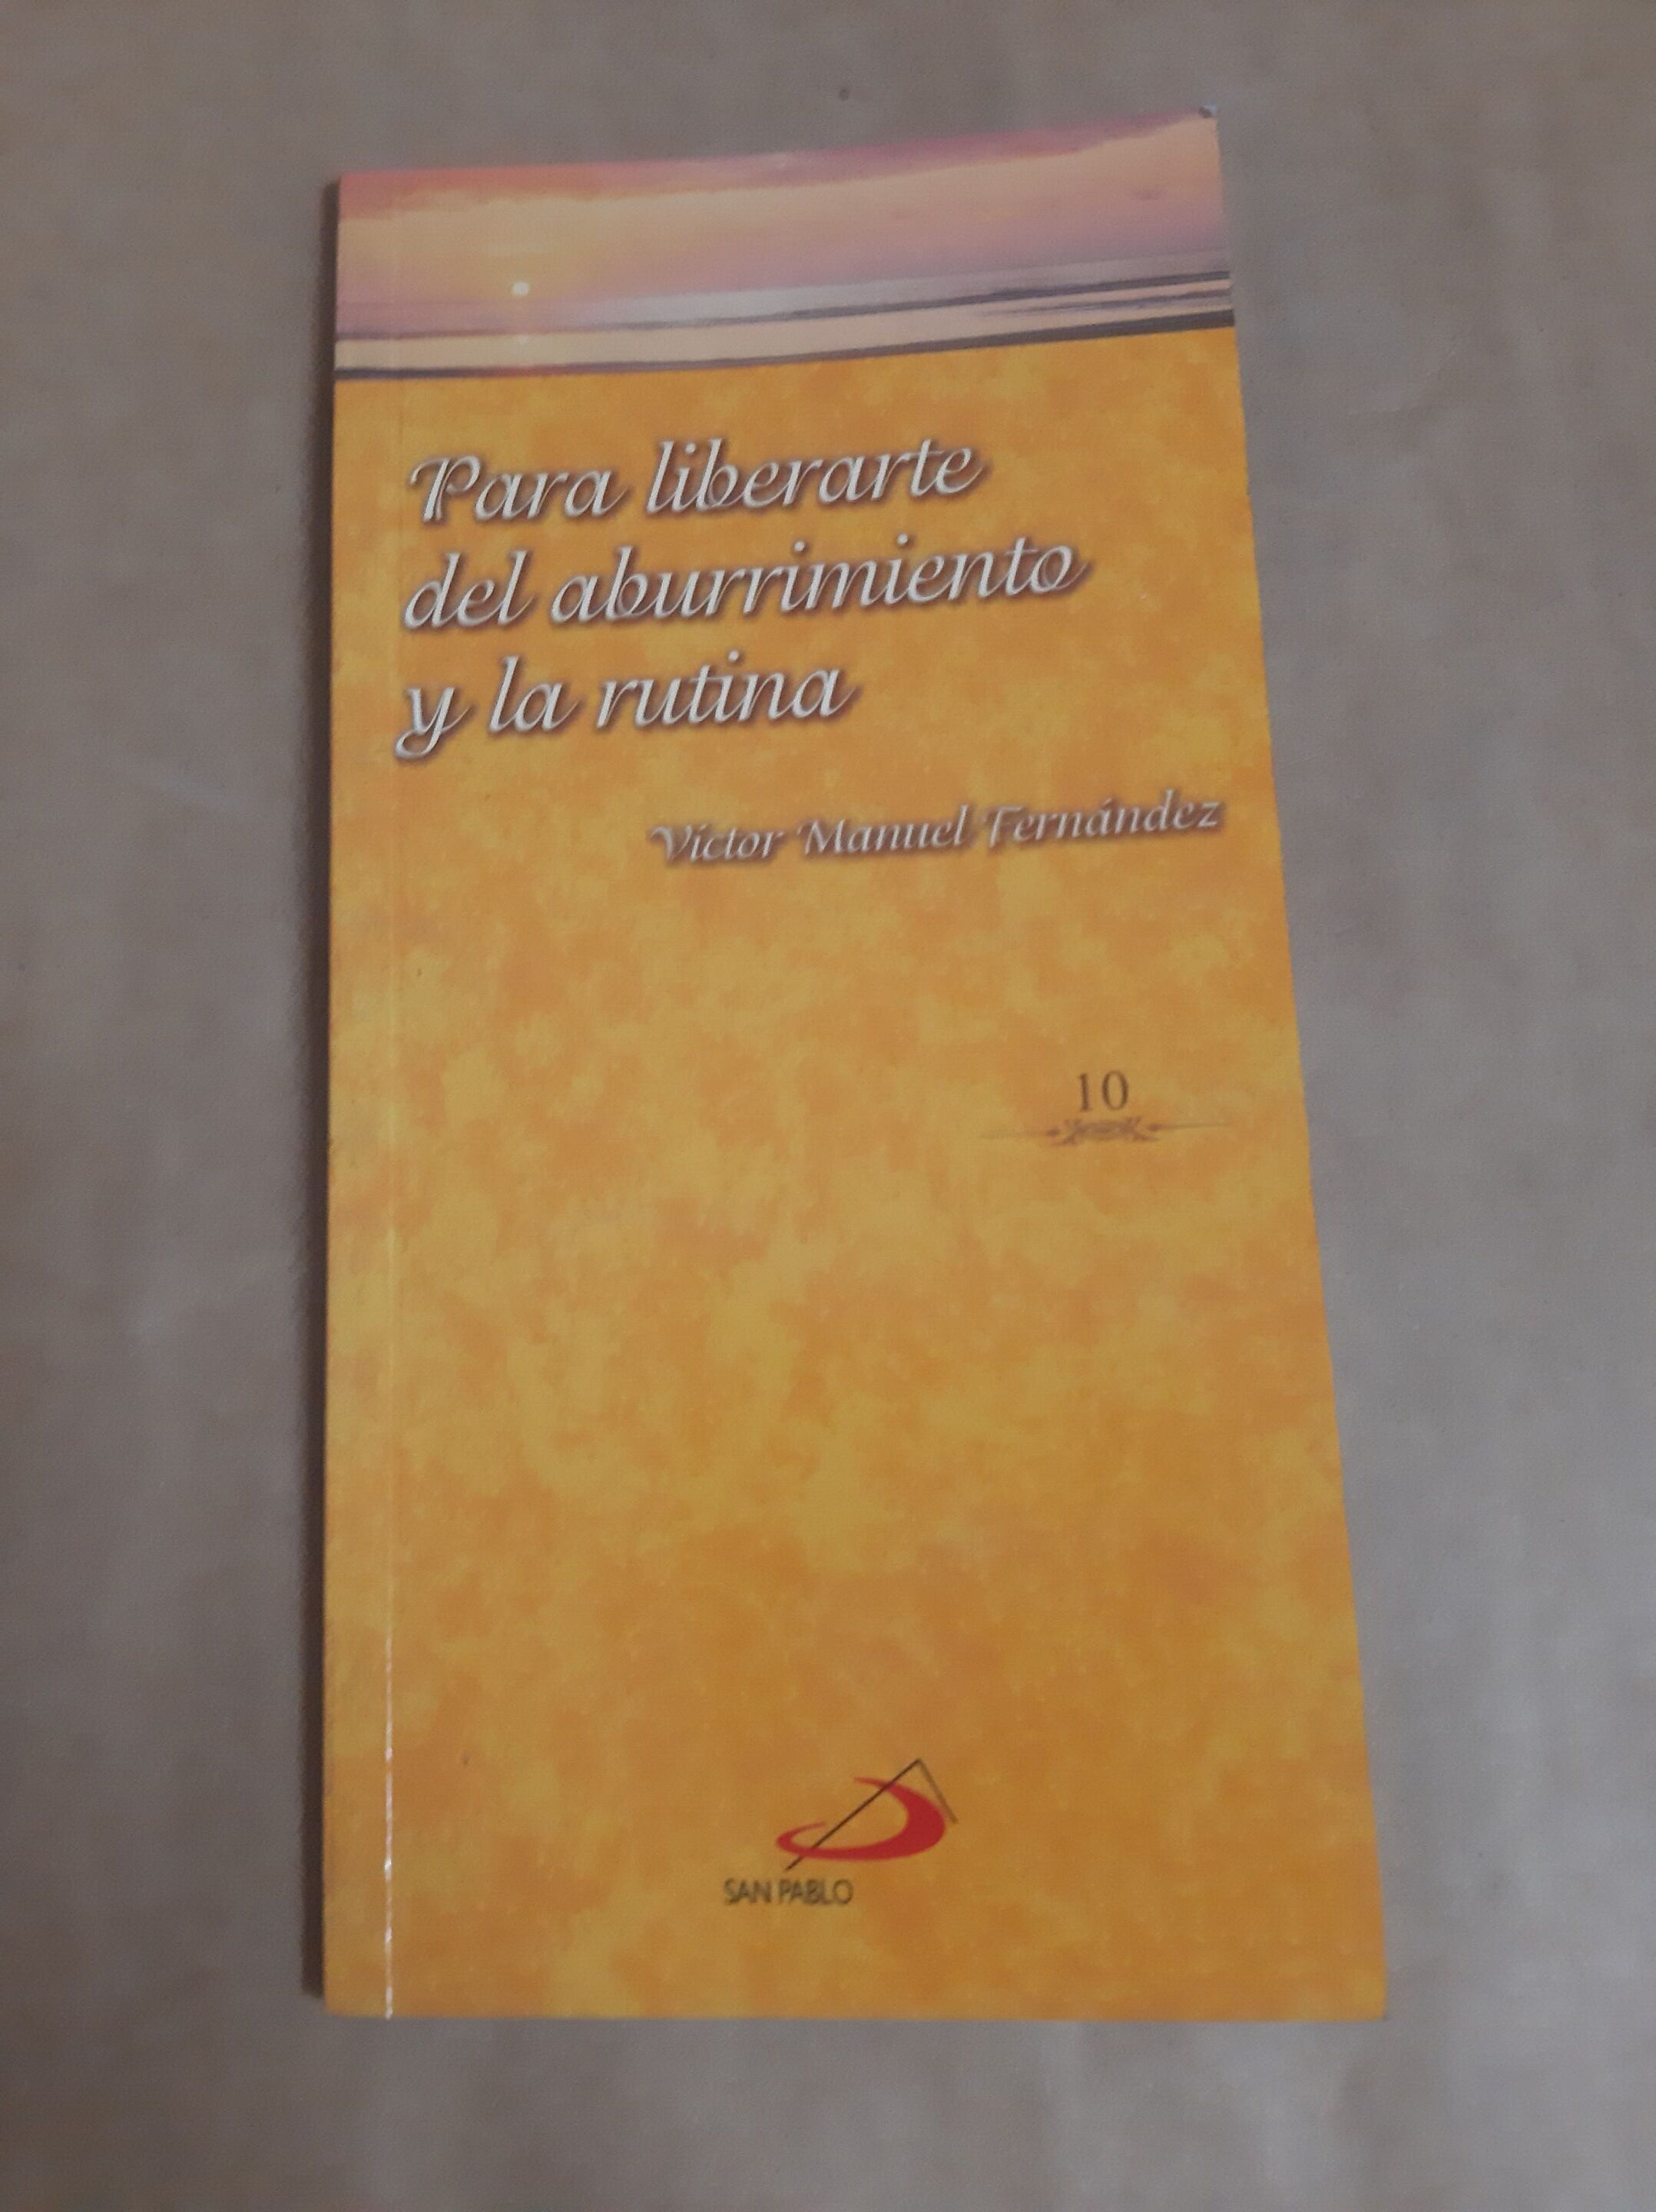 Para liberarte
del aburrimiento
y la rutina
Víctor Manuel Fernández
10
SAN PABLO